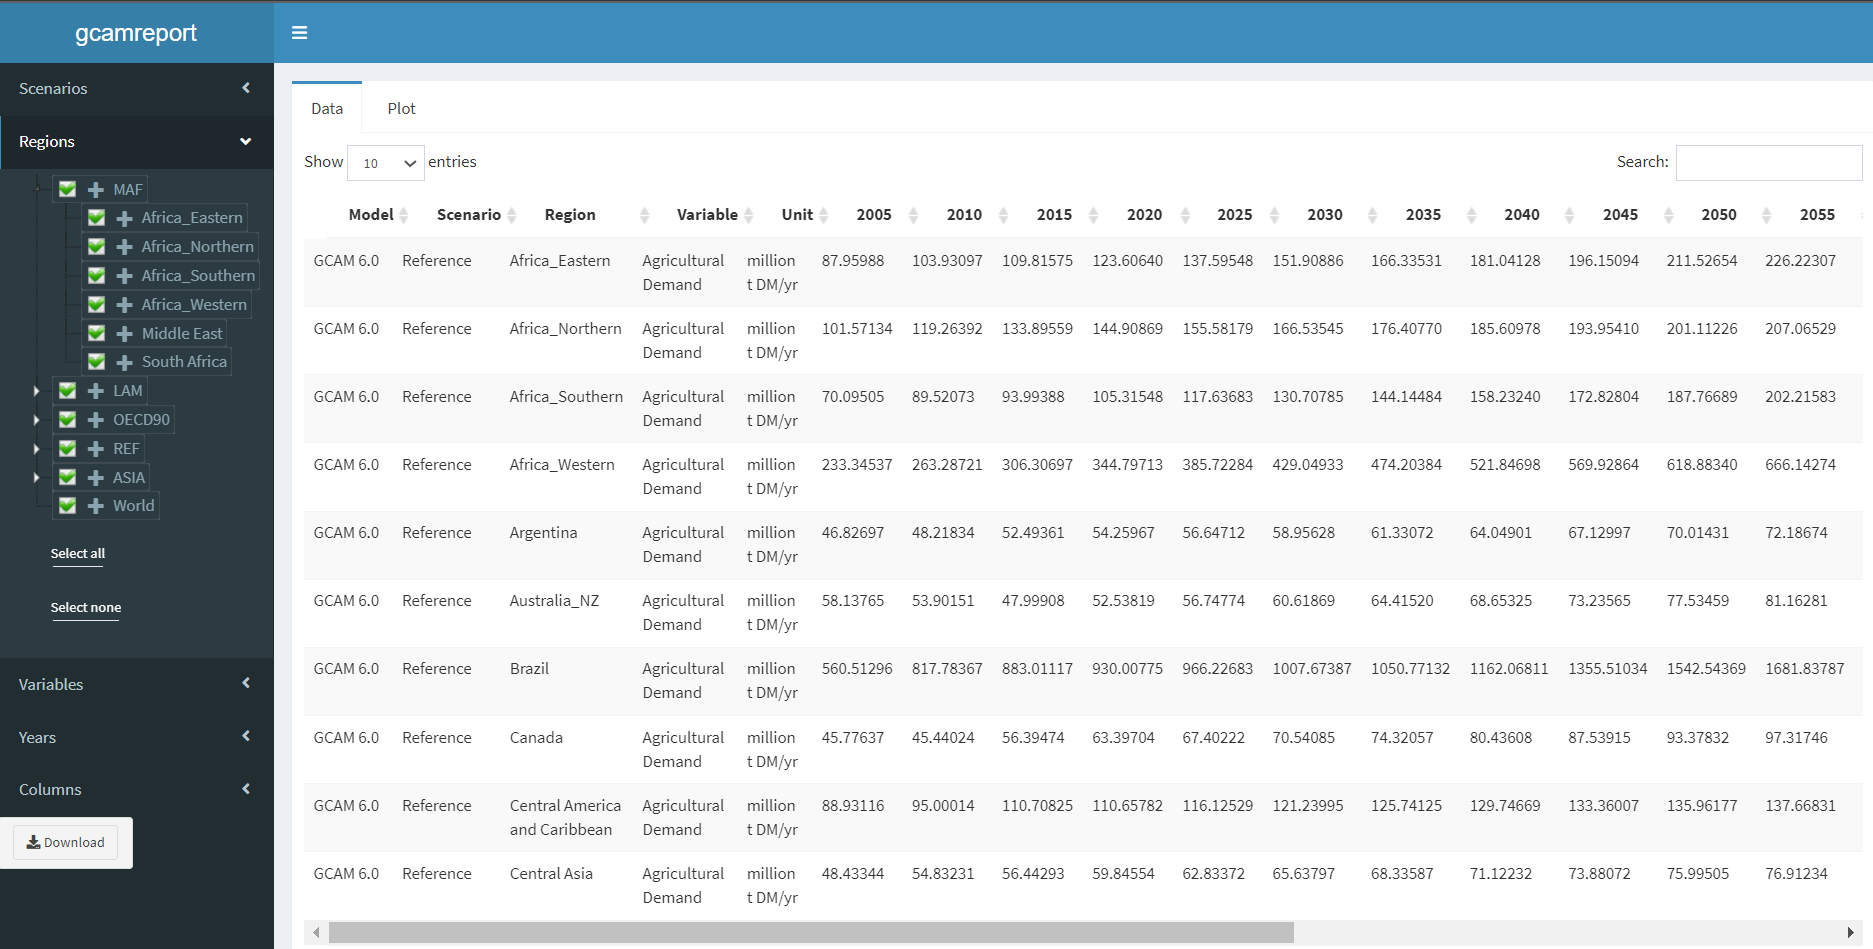 gcamreport
Scenarios
Regions
MAF
Africa_Eastern
Africa_Northern
Africa_Southern
Africa_Western
Middle East
South Africa
LAM
OECD90
REF
ASIA
World
Select all
Select none
Variables
Years
Columns
Download
Data Plot
Show 10 entries Search:
Model Scenario Region Variable Unit 2005 2010 2015 2020 2025 2030 2035 2040 2045 2050 2055
GCAM 6.0 Reference Africa_Eastern Agricultural million 87.95988 103.93097 109.81575 123.60640 137.59548 151.90886 166.33531 181.04128 196.15094 211.52654 226.22307
Demand t DM/yr
GCAM 6.0 Reference Africa_Northern Agricultural million 101.57134 119.26392 133.89559 144.90869 155.58179 166.53545 176.40770 185.60978 193.95410 201.11226 207.06529
Demand t DM/yr
GCAM 6.0 Reference Africa_Southern Agricultural million 70.09505 89.52073 93.99388 105.31548 117.63683 130.70785 144.14484 158.23240 172.82804 187.76689 202.21583
Demand t DM/yr
GCAM 6.0 Reference Africa_Western Agricultural million 233.34537 263.28721 306.30697 344.79713 385.72284 429.04933 474.20384 521.84698 569.92864 618.88340 666.14274
Demand t DM/yr
GCAM 6.0 Reference Argentina Agricultural million 46.82697 48.21834 52.49361 54.25967 56.64712 58.95628 61.33072 64.04901 67.12997 70.01431 72.18674
Demand t DM/yr
GCAM 6.0 Reference Australia_NZ Agricultural million 58.13765 53.90151 47.99908 52.53819 56.74774 60.61869 64.41520 68.65325 73.23565 77.53459 81.16281
Demand t DM/yr
GCAM 6.0 Reference Brazil Agricultural million 560.51296 817.78367 883.01117 930.00775 966.22683 1007.67387 1050.77132 1162.06811 1355.51034 1542.54369 1681.83787
Demand t DM/yr
GCAM 6.0 Reference Canada Agricultural million 45.77637 45.44024 56.39474 63.39704 67.40222 70.54085 74.32057 80.43608 87.53915 93.37832 97.31746
Demand t DM/yr
GCAM 6.0 Reference Central America Agricultural million 88.93116 95.00014 110.70825 110.65782 116.12529 121.23995 125.74125 129.74669 133.36007 135.96177 137.66831
and Caribbean Demand t DM/yr
GCAM 6.0 Reference Central Asia Agricultural million 48.43344 54.83231 56.44293 59.84554 62.83372 65.63797 68.33587 71.12232 73.88072 75.99505 76.91234
Demand t DM/yr